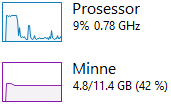 Prosessor
9% 0.78 GHz
Minne
4.8/11.4 GB (42 %)